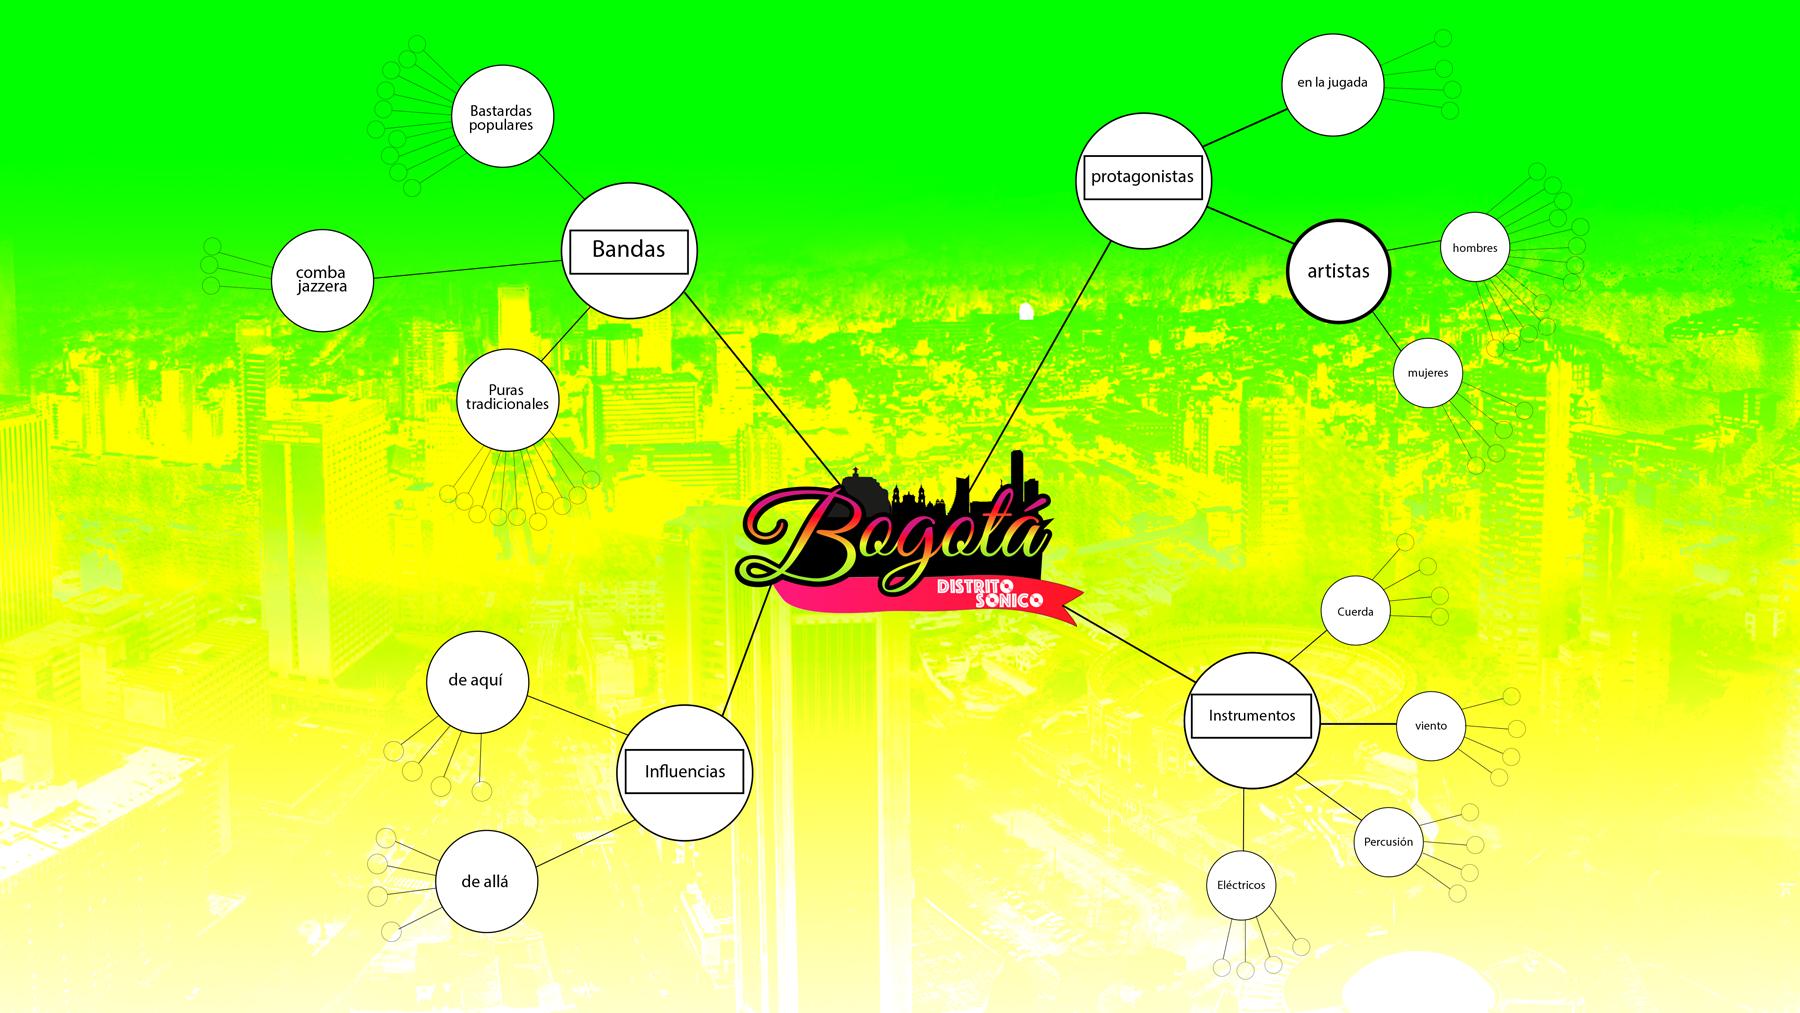 Bastardas
populares
Bandas
comba
jazzera
Puras
tradicionales
protagonistas
en la jugada
artistas
hombres
mujeres
Bogotá
DISTRITO
SONICO
de aquí
Influencias
de allá
Cuerda
Instrumentos
viento
Percusión
Eléctricos